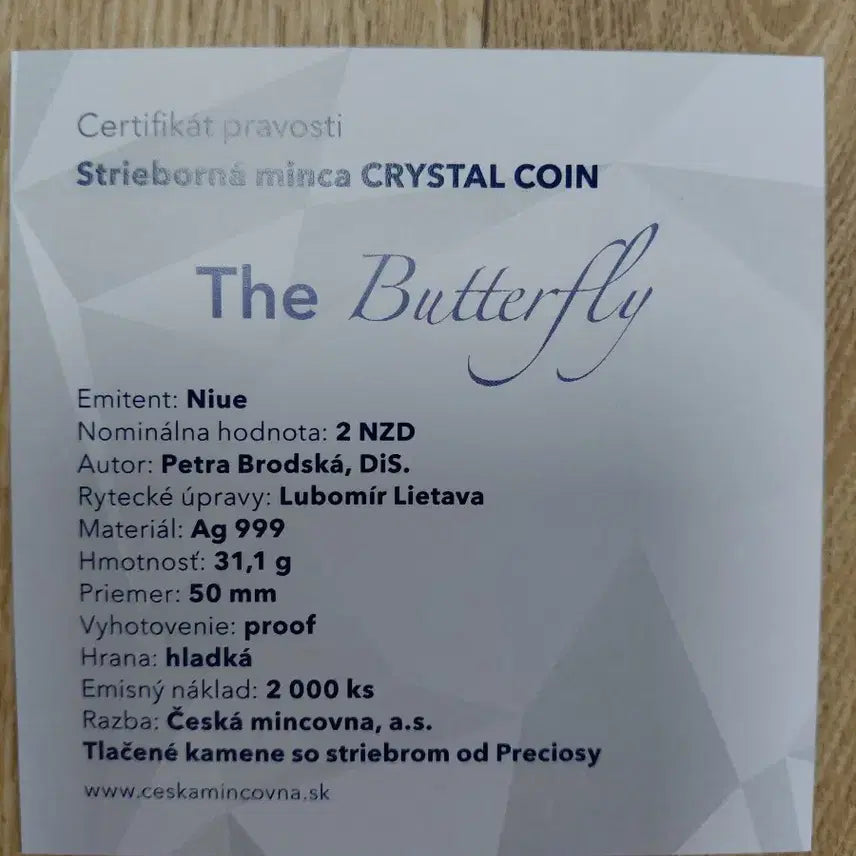 Certifikát pravosti
Strieborná minca CRYSTAL COIN
The Butterfly
Emitent: Niue
Nominálna hodnota: 2 NZD
Autor: Petra Brodská, DiS.
Rytecké úpravy: Lubomír Lietava
Materiál: Ag 999
Hmotnosť: 31,1 g
Priemer: 50 mm
Vyhotovenie: proof
Hrana: hladká
Emisný náklad: 2 000 ks
Razba: Česká mincovna, a.s.
Tlačené kamene so striebrom od Preciosy
www.ceskamincovna.sk